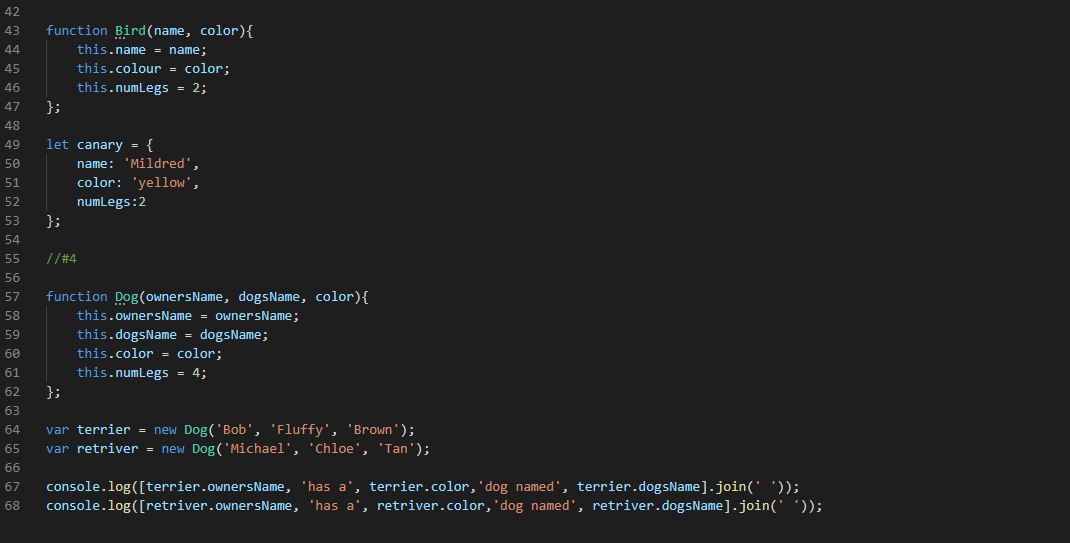 42
43 function Bird(name, color){
44     this.name = name;
45     this.colour = color;
46     this.numLegs = 2;
47 };
48
49 let canary = {
50     name: 'Mildred',
51     color: 'yellow',
52     numLegs:2
53 };
54
55 //#4
56
57 function Dog(ownersName, dogsName, color){
58     this.ownersName = ownersName;
59     this.dogsName = dogsName;
60     this.color = color;
61     this.numLegs = 4;
62 };
63
64 var terrier = new Dog('Bob', 'Fluffy', 'Brown');
65 var retriver = new Dog('Michael', 'Chloe', 'Tan');
66
67 console.log([terrier.ownersName, 'has a', terrier.color,'dog named', terrier.dogsName].join(' '));
68 console.log([retriver.ownersName, 'has a', retriver.color,'dog named', retriver.dogsName].join(' '));